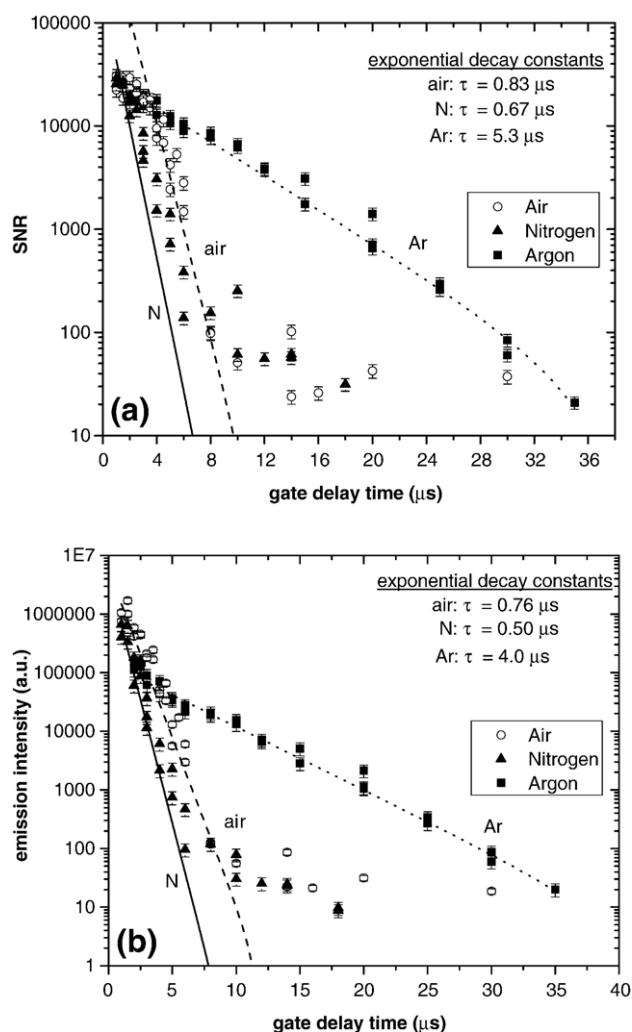 100000
10000
1000
100
10
SNR
exponential decay constants
air: τ = 0.83 μs
N: τ = 0.67 μs
Ar: τ = 5.3 μs
Air
Nitrogen
Argon
air
Ar
N
(a)
0 4 8 12 16 20 24 28 32 36
gate delay time (μs)
1E7
1000000
100000
10000
1000
100
10
1
emission intensity (a.u.)
exponential decay constants
air: τ = 0.76 μs
N: τ = 0.50 μs
Ar: τ = 4.0 μs
Air
Nitrogen
Argon
air
Ar
N
(b)
0 5 10 15 20 25 30 35 40
gate delay time (μs)